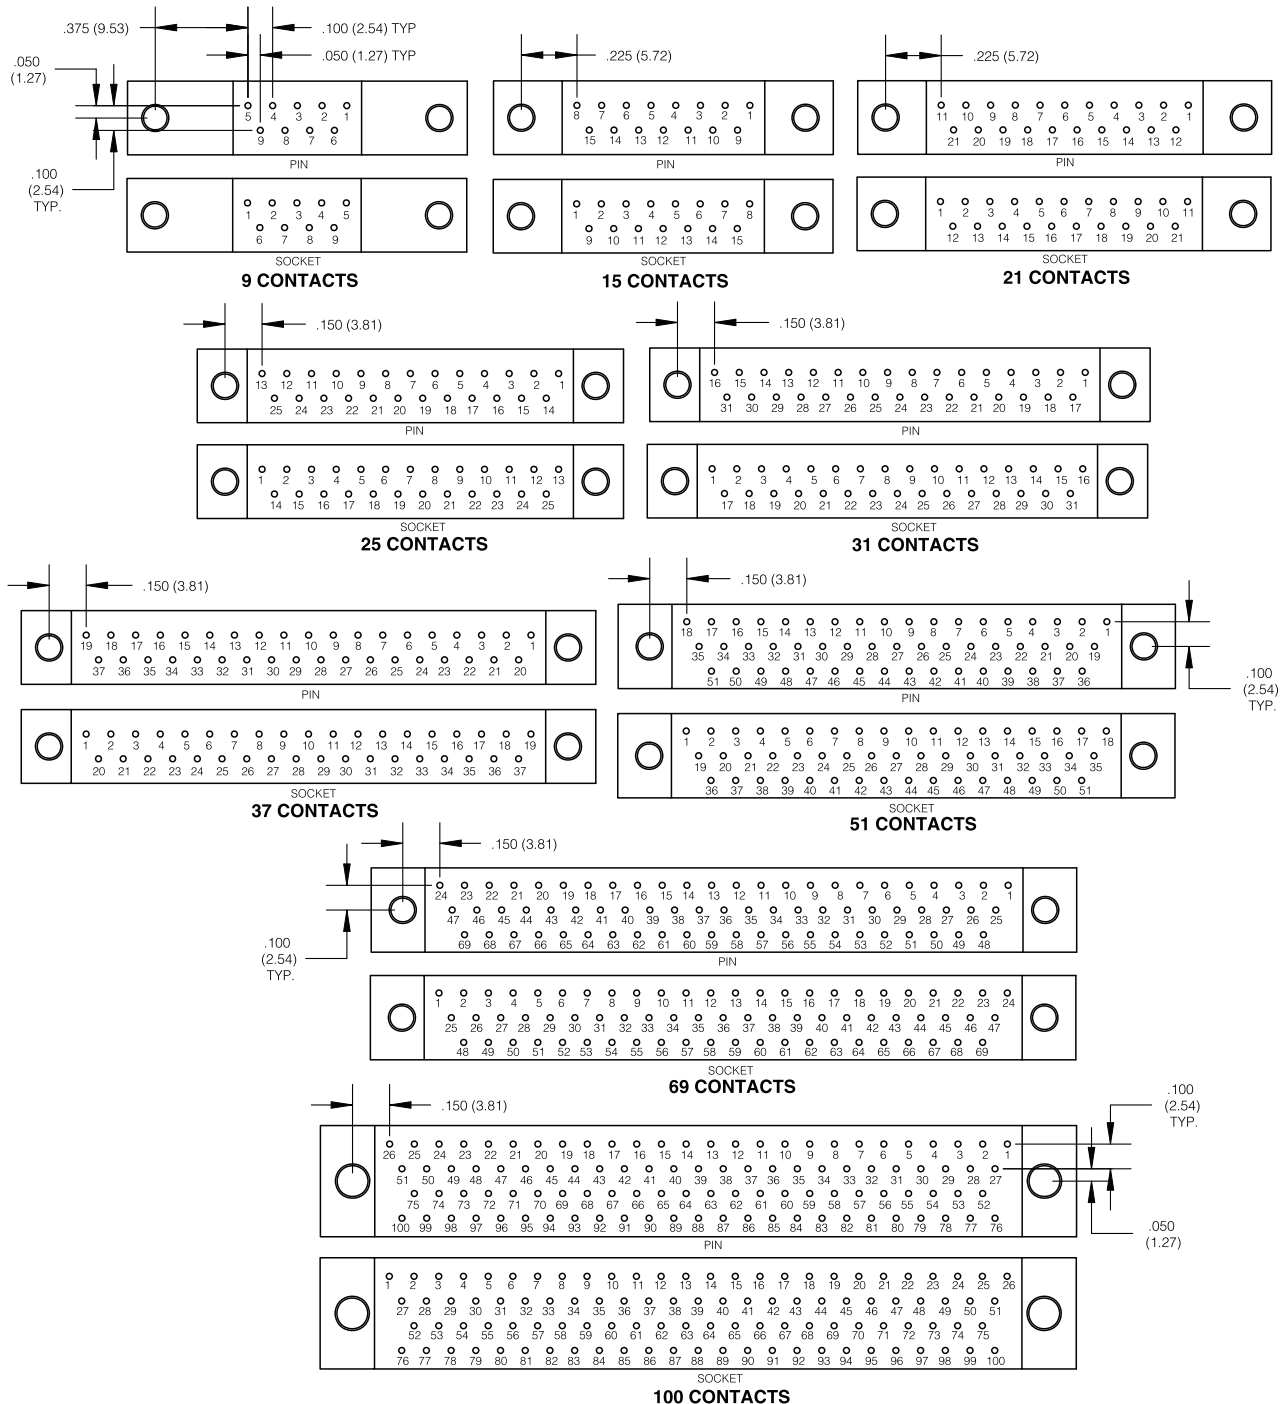 .375 (9.53)
.100 (2.54) TYP
.050 (1.27) TYP
.050
(1.27)
.100
(2.54)
TYP.
5 4 3 2 1
9 8 7 6
PIN
1 2 3 4 5
6 7 8 9
SOCKET
9 CONTACTS
.225 (5.72)
8 7 6 5 4 3 2 1
15 14 13 12 11 10 9
PIN
1 2 3 4 5 6 7 8
9 10 11 12 13 14 15
SOCKET
15 CONTACTS
.225 (5.72)
11 10 9 8 7 6 5 4 3 2 1
21 20 19 18 17 16 15 14 13 12
PIN
1 2 3 4 5 6 7 8 9 10 11
12 13 14 15 16 17 18 19 20 21
SOCKET
21 CONTACTS
.150 (3.81)
13 12 11 10 9 8 7 6 5 4 3 2 1
25 24 23 22 21 20 19 18 17 16 15 14
PIN
1 2 3 4 5 6 7 8 9 10 11 12 13
14 15 16 17 18 19 20 21 22 23 24 25
SOCKET
25 CONTACTS
.150 (3.81)
16 15 14 13 12 11 10 9 8 7 6 5 4 3 2 1
31 30 29 28 27 26 25 24 23 22 21 20 19 18 17
PIN
1 2 3 4 5 6 7 8 9 10 11 12 13 14 15 16
17 18 19 20 21 22 23 24 25 26 27 28 29 30 31
SOCKET
31 CONTACTS
.150 (3.81)
19 18 17 16 15 14 13 12 11 10 9 8 7 6 5 4 3 2 1
37 36 35 34 33 32 31 30 29 28 27 26 25 24 23 22 21 20
PIN
1 2 3 4 5 6 7 8 9 10 11 12 13 14 15 16 17 18 19
20 21 22 23 24 25 26 27 28 29 30 31 32 33 34 35 36 37
SOCKET
37 CONTACTS
.150 (3.81)
18 17 16 15 14 13 12 11 10 9 8 7 6 5 4 3 2 1
35 34 33 32 31 30 29 28 27 26 25 24 23 22 21 20 19
51 50 49 48 47 46 45 44 43 42 41 40 39 38 37 36
PIN
.100
(2.54)
TYP.
1 2 3 4 5 6 7 8 9 10 11 12 13 14 15 16 17 18
19 20 21 22 23 24 25 26 27 28 29 30 31 32 33 34 35
36 37 38 39 40 41 42 43 44 45 46 47 48 49 50 51
SOCKET
51 CONTACTS
.150 (3.81)
24 23 22 21 20 19 18 17 16 15 14 13 12 11 10 9 8 7 6 5 4 3 2 1
47 46 45 44 43 42 41 40 39 38 37 36 35 34 33 32 31 30 29 28 27 26 25
69 68 67 66 65 64 63 62 61 60 59 58 57 56 55 54 53 52 51 50 49 48
.100
(2.54)
TYP.
PIN
1 2 3 4 5 6 7 8 9 10 11 12 13 14 15 16 17 18 19 20 21 22 23 24
25 26 27 28 29 30 31 32 33 34 35 36 37 38 39 40 41 42 43 44 45 46 47
48 49 50 51 52 53 54 55 56 57 58 59 60 61 62 63 64 65 66 67 68 69
SOCKET
69 CONTACTS
.150 (3.81)
.100
(2.54)
TYP.
26 25 24 23 22 21 20 19 18 17 16 15 14 13 12 11 10 9 8 7 6 5 4 3 2 1
51 50 49 48 47 46 45 44 43 42 41 40 39 38 37 36 35 34 33 32 31 30 29 28 27
75 74 73 72 71 70 69 68 67 66 65 64 63 62 61 60 59 58 57 56 55 54 53 52
100 99 98 97 96 95 94 93 92 91 90 89 88 87 86 85 84 83 82 81 80 79 78 77 76
PIN
.050
(1.27)
1 2 3 4 5 6 7 8 9 10 11 12 13 14 15 16 17 18 19 20 21 22 23 24 25 26
27 28 29 30 31 32 33 34 35 36 37 38 39 40 41 42 43 44 45 46 47 48 49 50 51
52 53 54 55 56 57 58 59 60 61 62 63 64 65 66 67 68 69 70 71 72 73 74 75
76 77 78 79 80 81 82 83 84 85 86 87 88 89 90 91 92 93 94 95 96 97 98 99 100
SOCKET
100 CONTACTS